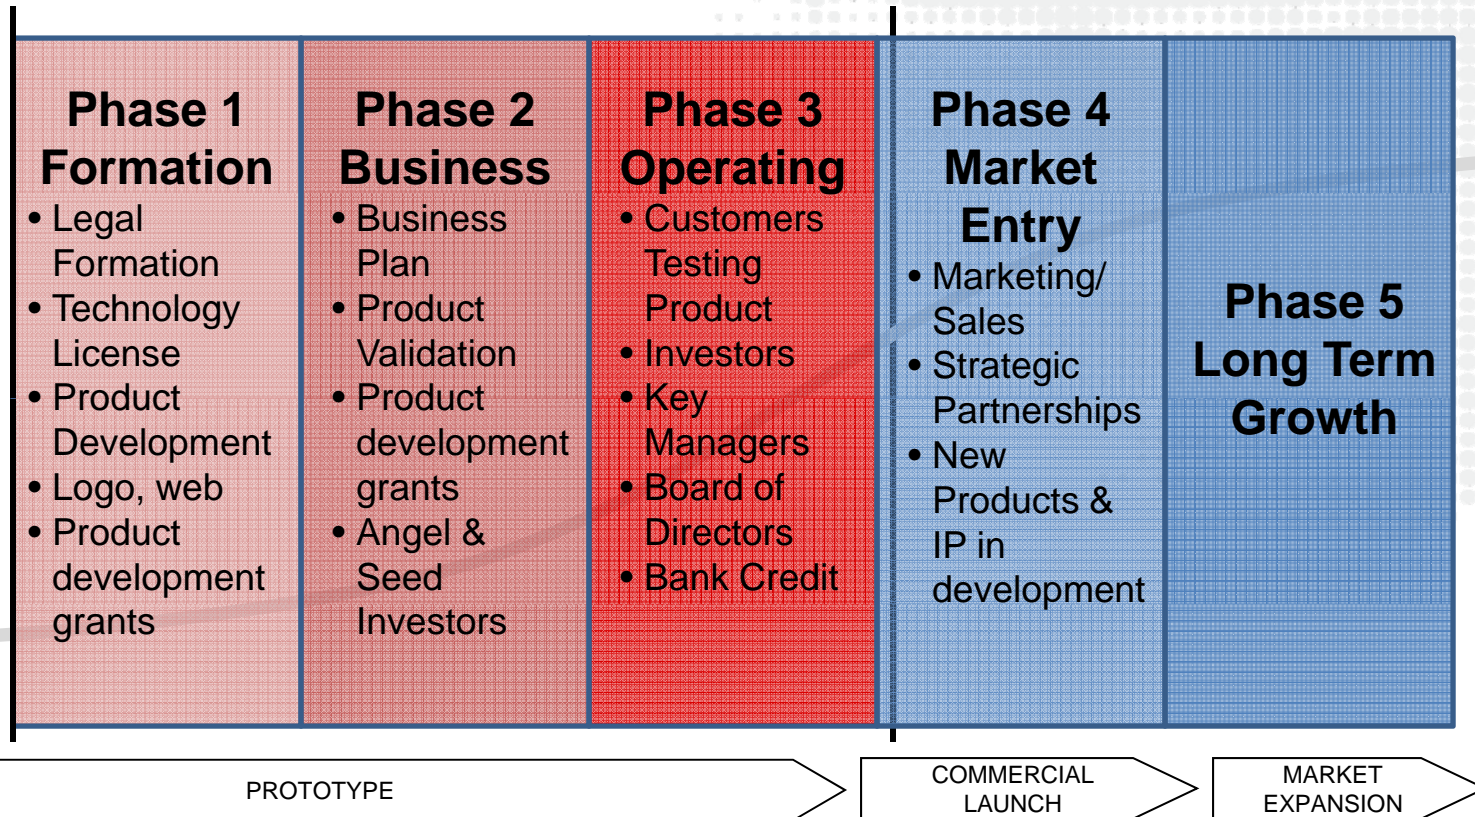 Phase 1
Formation
• Legal
Formation
• Technology
License
• Product
Development
• Logo, web
• Product
development
grants
Phase 2
Business
• Business
Plan
• Product
Validation
• Product
development
grants
• Angel &
Seed
Investors
Phase 3
Operating
• Customers
Testing
Product
• Investors
• Key
Managers
• Board of
Directors
• Bank Credit
Phase 4
Market
Entry
• Marketing/
Sales
• Strategic
Partnerships
• New
Products &
IP in
development
Phase 5
Long Term
Growth
PROTOTYPE
COMMERCIAL
LAUNCH
MARKET
EXPANSION